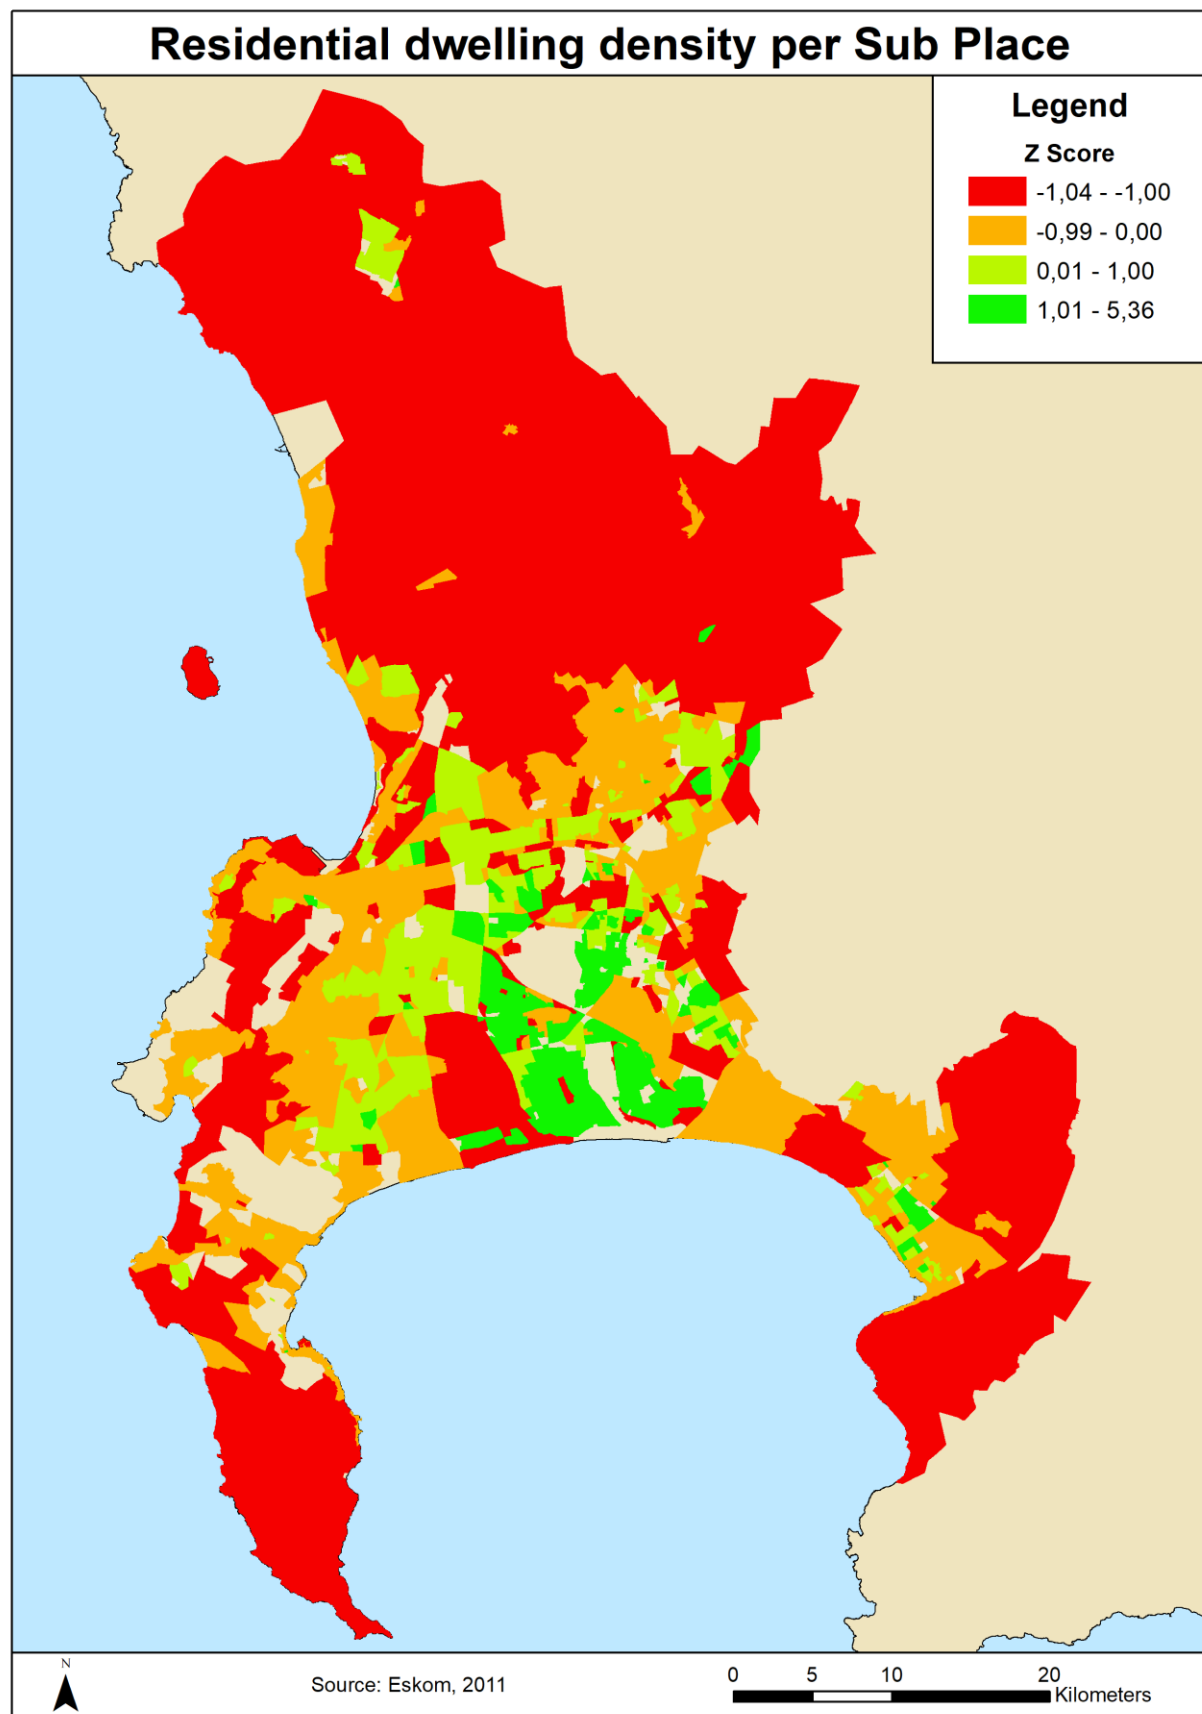 Residential dwelling density per Sub Place
Legend
Z Score
-1,04 - -1,00
-0,99 - 0,00
0,01 - 1,00
1,01 - 5,36
N
Source: Eskom, 2011
0 5 10 20
Kilometers